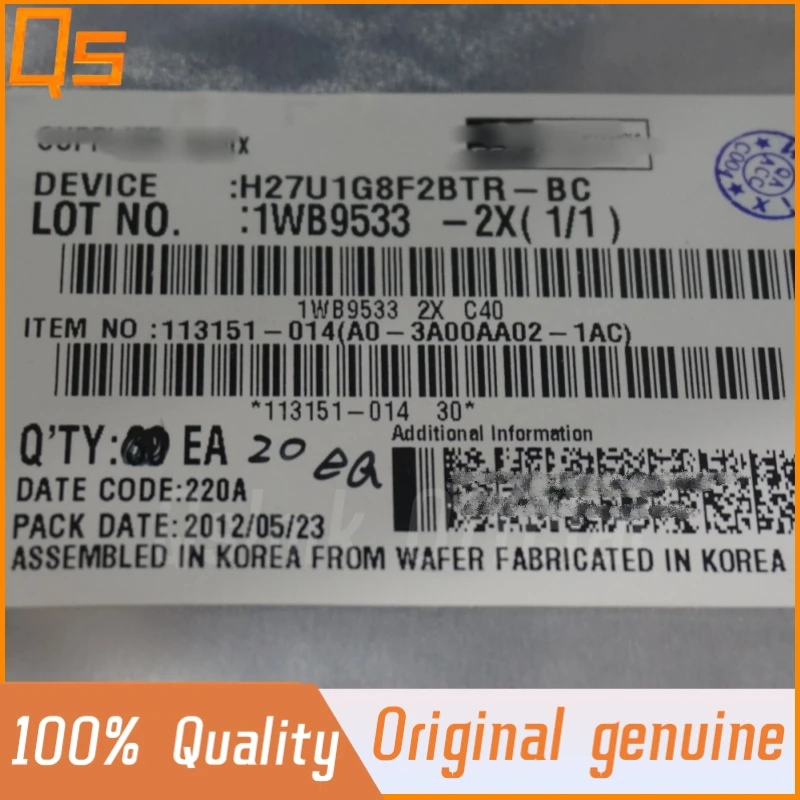 Qs
DEVICE :H27U1G8F2BTR-BC
LOT NO. :1WB9533 -2X(1/1)
1WB9533 2X C40
ITEM NO :113151-014(A0-3A00AA02-1AC)
*113151-014 30*
Q'TY: EA 20 ea
Additional Information
DATE CODE:220A
PACK DATE:2012/05/23
ASSEMBLED IN KOREA FROM WAFER FABRICATED IN KOREA
100% Quality
Original genuine